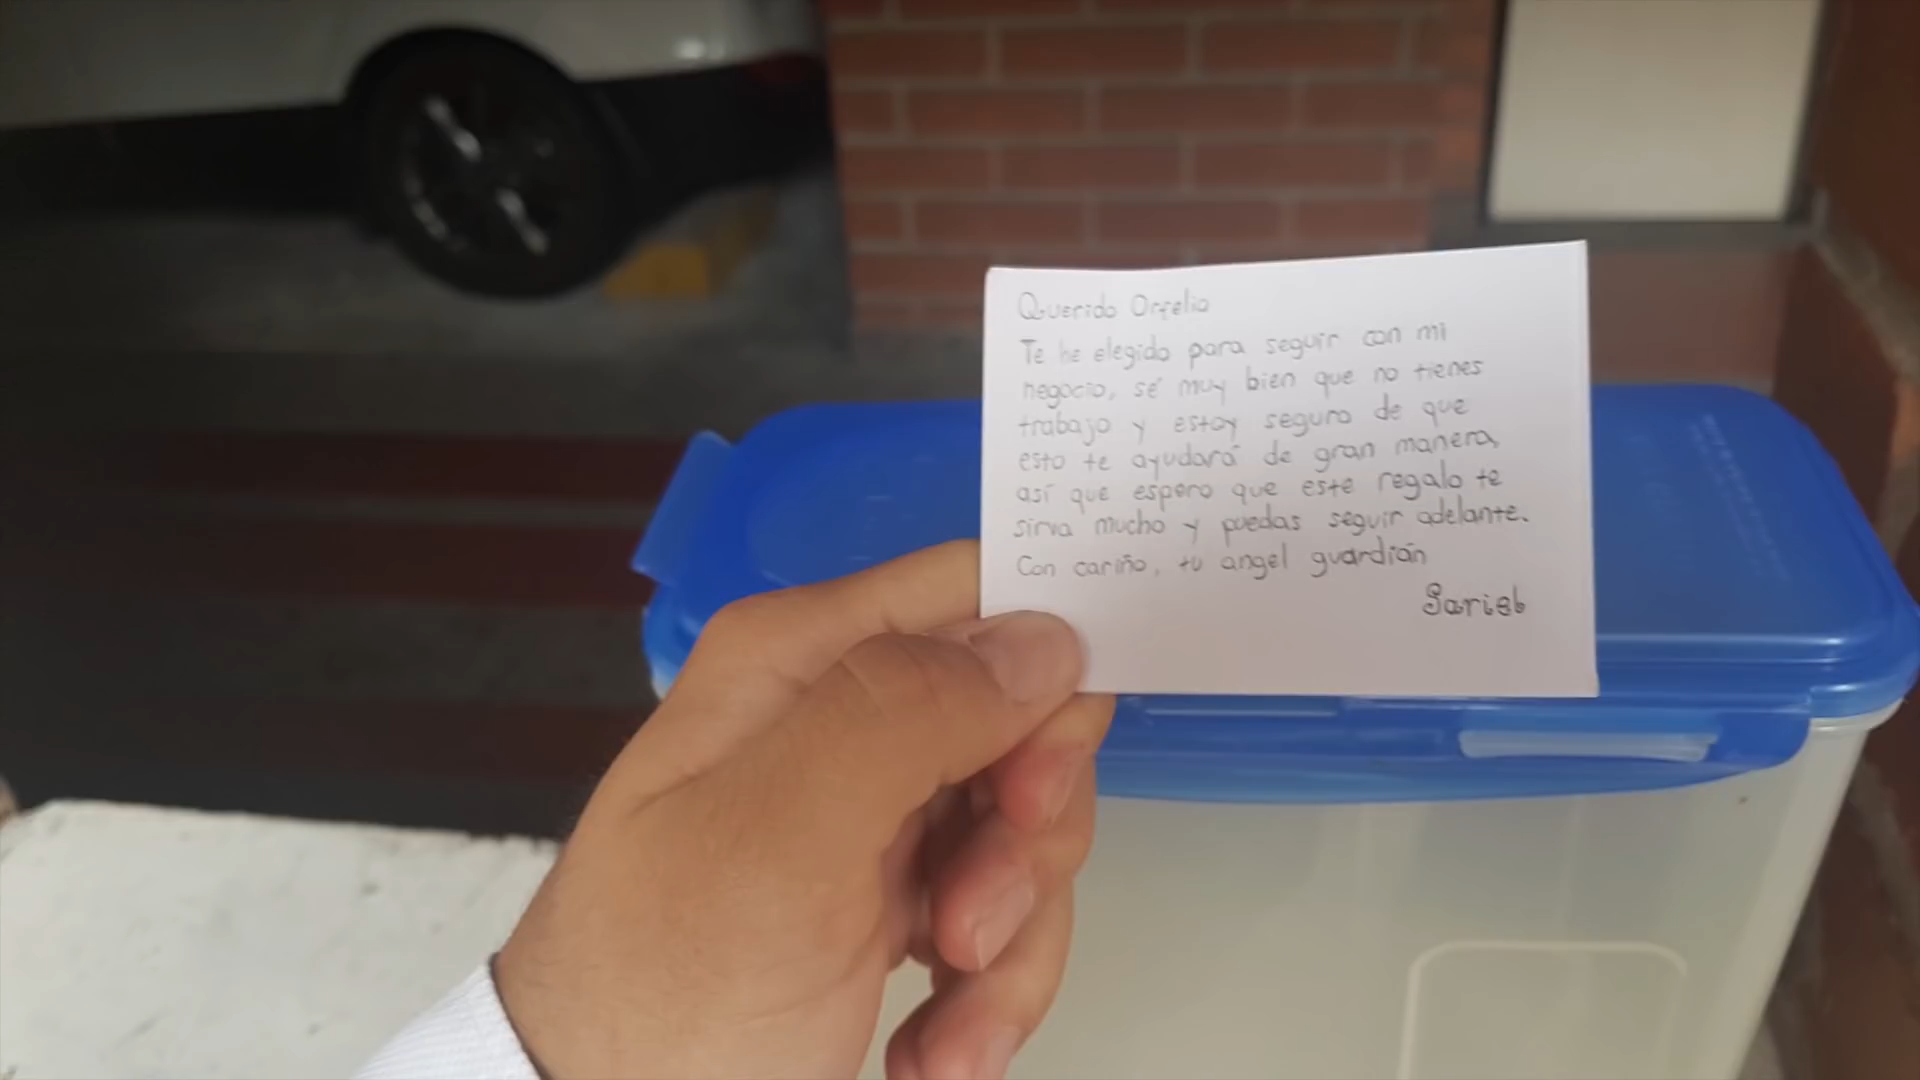 Querido Orfelio
Te he elegido para seguir con mi
negocio, sé muy bien que no tienes
trabajo y estoy seguro de que
esto te ayudará de gran manera,
así que espero que este regalo te
sirva mucho y puedas seguir adelante.
Con cariño, tu angel guardián
Sariel